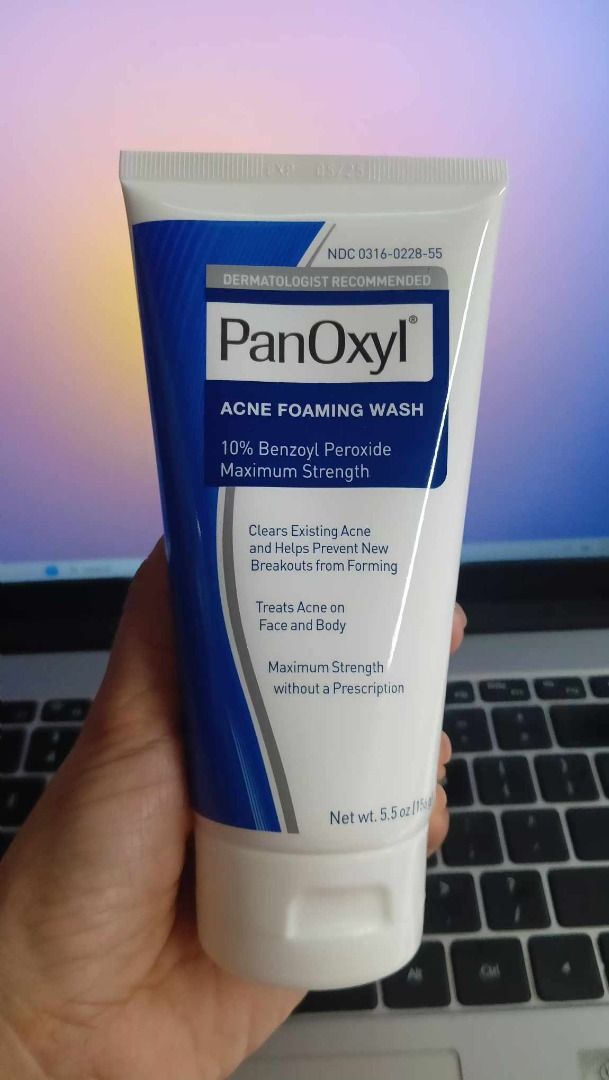 EXP 05/25
NDC 0316-0228-55
DERMATOLOGIST RECOMMENDED
PanOxyl®
ACNE FOAMING WASH
10% Benzoyl Peroxide
Maximum Strength
Clears Existing Acne
and Helps Prevent New
Breakouts from Forming
Treats Acne on
Face and Body
Maximum Strength
without a Prescription
Net wt. 5.5 oz
Alt
Ctrl